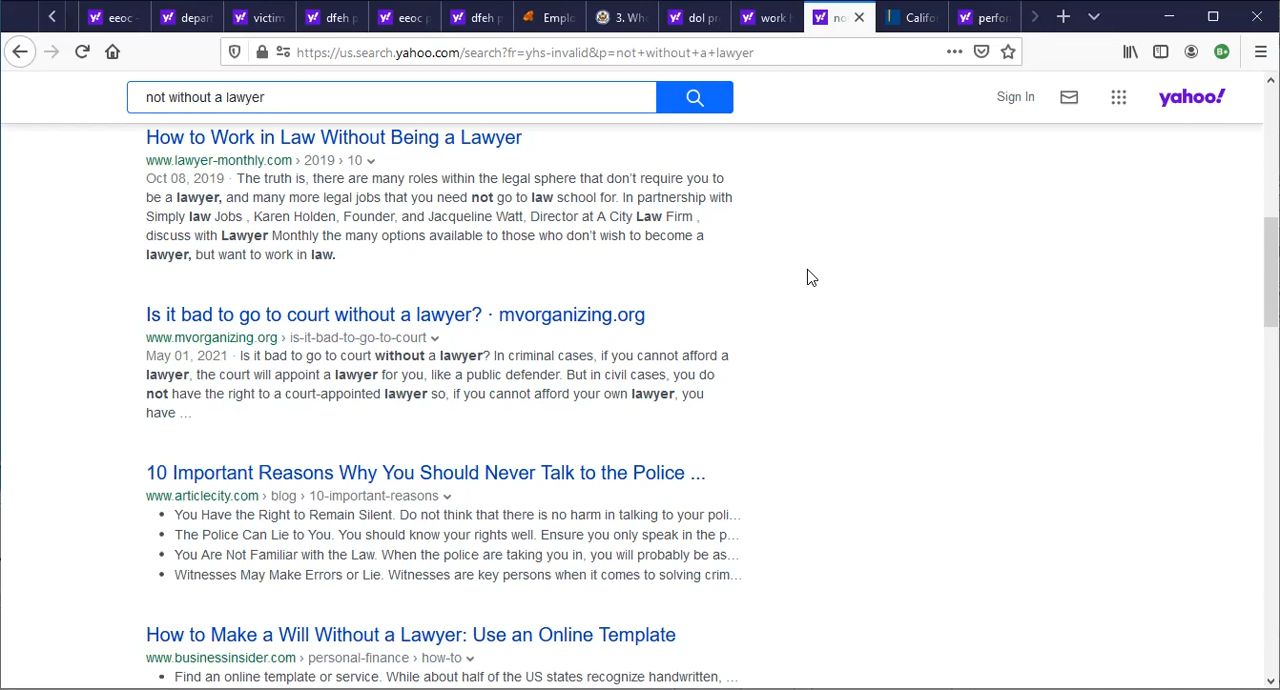 eeoc
depart
victim
dfeh p
eeoc p
dfeh p
Emplo
3. Wh
dol pr
work h
no
Califo
perfor
https://us.search.yahoo.com/search?fr=yhs-invalid&p=not+without+a+lawyer
not without a lawyer
Sign In
yahoo!
How to Work in Law Without Being a Lawyer
www.lawyer-monthly.com › 2019 › 10
Oct 08, 2019 · The truth is, there are many roles within the legal sphere that don't require you to
be a lawyer, and many more legal jobs that you need not go to law school for. In partnership with
Simply law Jobs , Karen Holden, Founder, and Jacqueline Watt, Director at A City Law Firm ,
discuss with Lawyer Monthly the many options available to those who don't wish to become a
lawyer, but want to work in law.
Is it bad to go to court without a lawyer? · mvorganizing.org
www.mvorganizing.org › is-it-bad-to-go-to-court
May 01, 2021 · Is it bad to go to court without a lawyer? In criminal cases, if you cannot afford a
lawyer, the court will appoint a lawyer for you, like a public defender. But in civil cases, you do
not have the right to a court-appointed lawyer so, if you cannot afford your own lawyer, you
have ...
10 Important Reasons Why You Should Never Talk to the Police ...
www.articlecity.com › blog › 10-important-reasons
• You Have the Right to Remain Silent. Do not think that there is no harm in talking to your poli...
• The Police Can Lie to You. You should know your rights well. Ensure you only speak in the p...
• You Are Not Familiar with the Law. When the police are taking you in, you will probably be as...
• Witnesses May Make Errors or Lie. Witnesses are key persons when it comes to solving crim...
How to Make a Will Without a Lawyer: Use an Online Template
www.businessinsider.com › personal-finance › how-to
• Find an online template or service. While about half of the US states recognize handwritten, ...